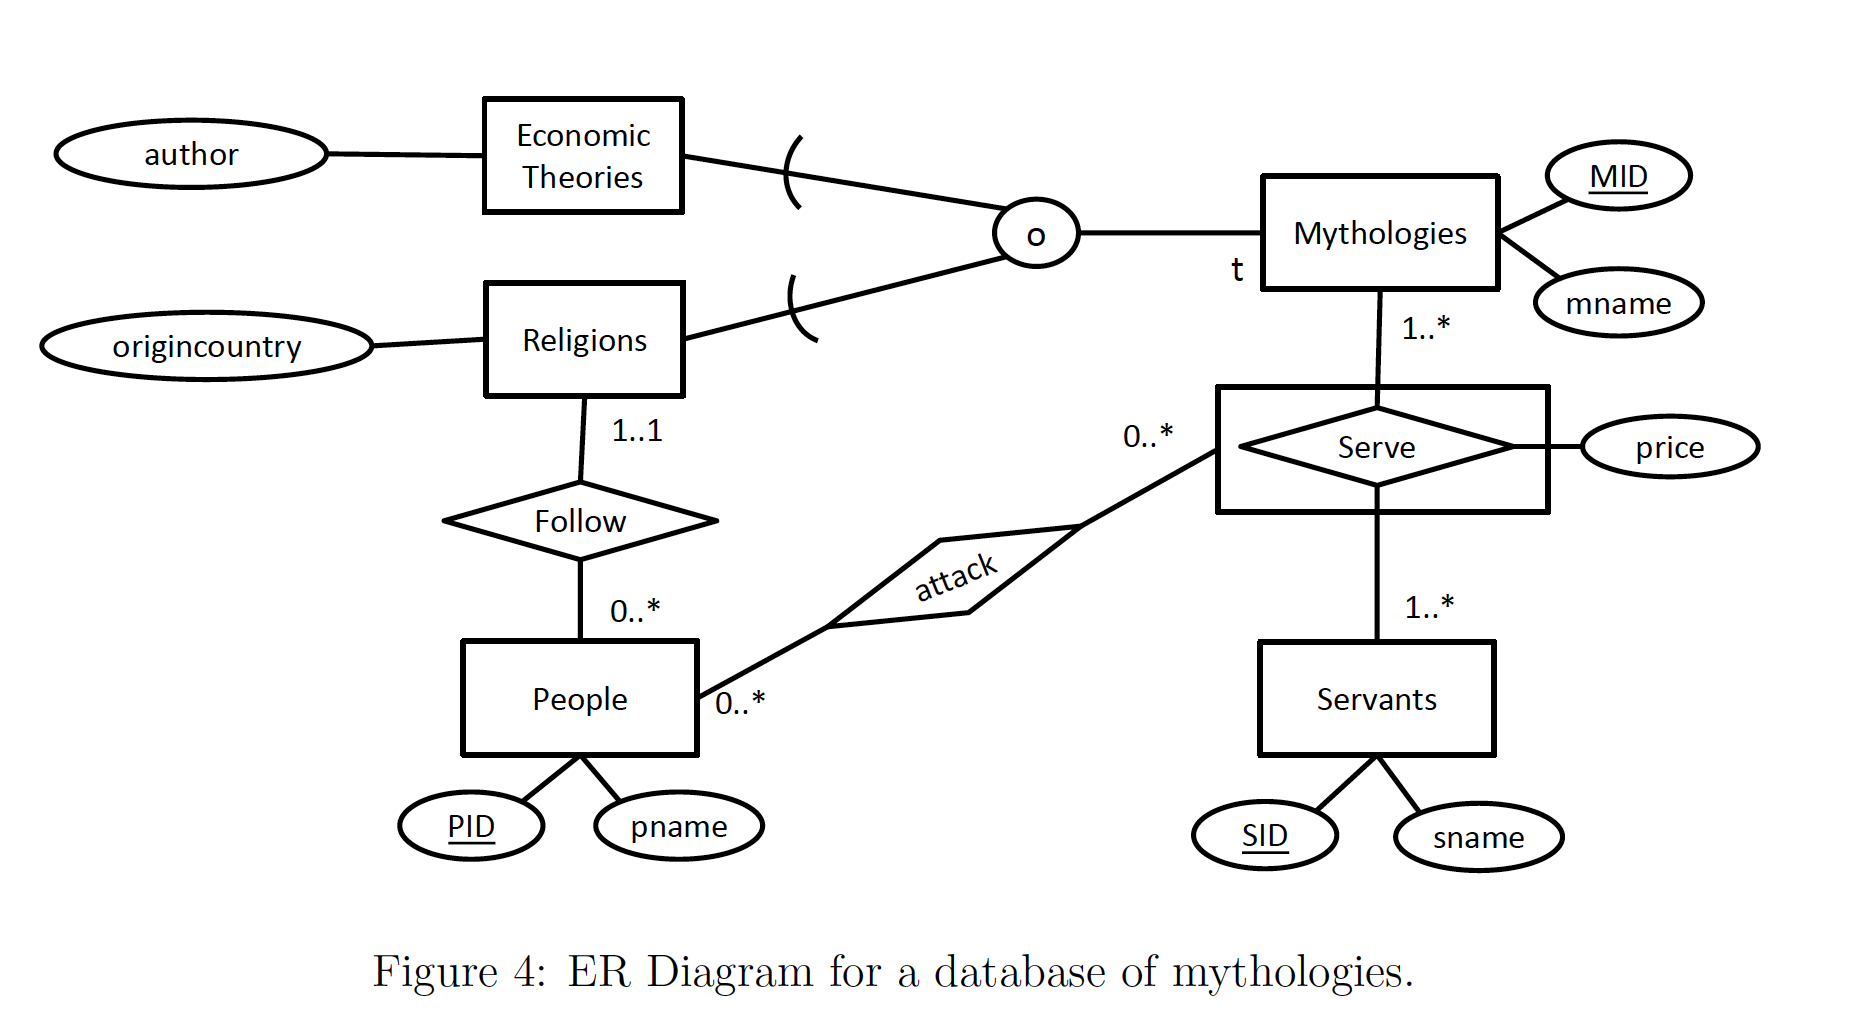 author
Economic
Theories
MID
Mythologies
o
t
mname
origincountry
Religions
1..*
1..1
0..*
Serve
price
Follow
attack
0..*
1..*
People
0..*
Servants
PID
pname
SID
sname
Figure 4: ER Diagram for a database of mythologies.